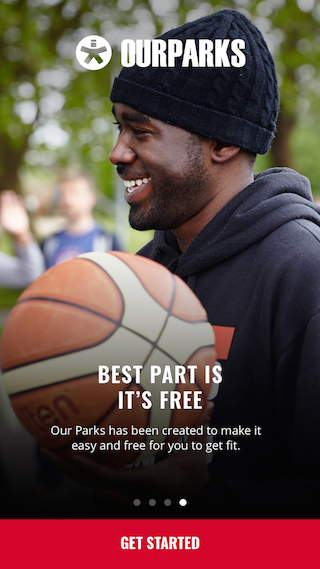 OURPARKS
BEST PART IS
IT'S FREE
Our Parks has been created to make it
easy and free for you to get fit.
GET STARTED